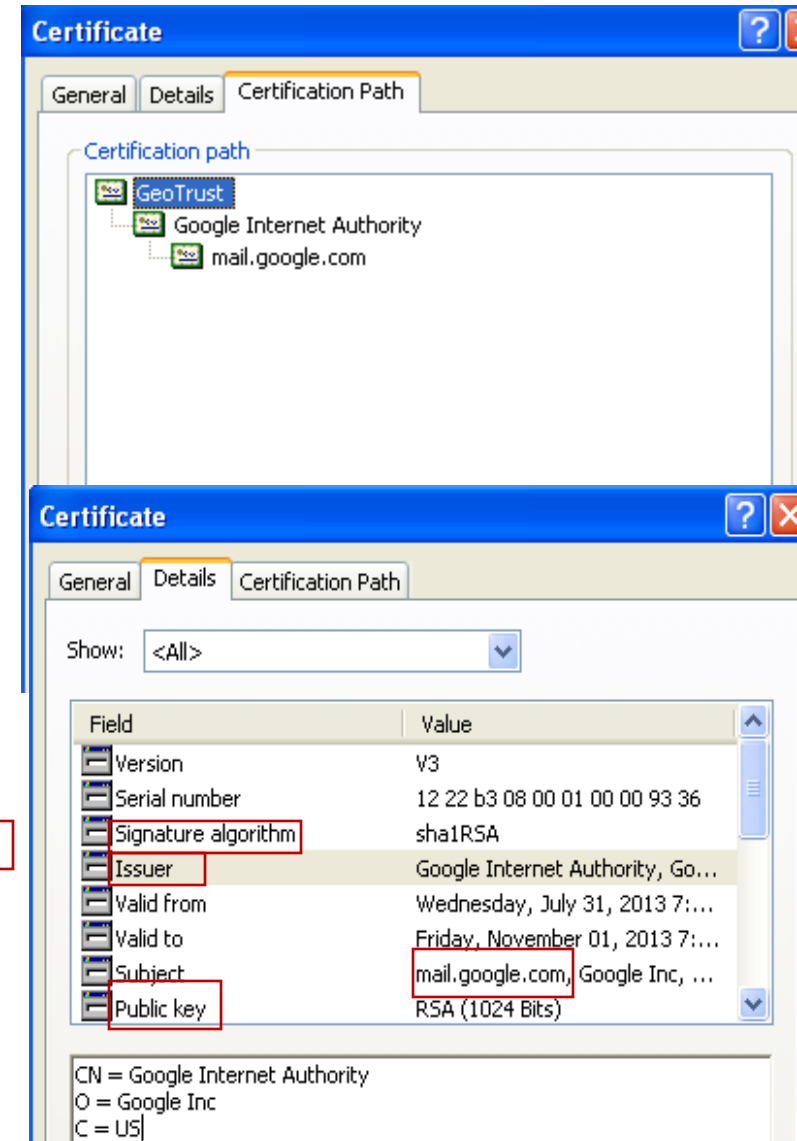 Certificate
General Details Certification Path
Certification path
GeoTrust
Google Internet Authority
mail.google.com
Certificate
General Details Certification Path
Show: <All>
Field Value
Version V3
Serial number 12 22 b3 08 00 01 00 00 93 36
Signature algorithm sha1RSA
Issuer Google Internet Authority, Go...
Valid from Wednesday, July 31, 2013 7:...
Valid to Friday, November 01, 2013 7:...
Subject mail.google.com, Google Inc, ...
Public key RSA (1024 Bits)
CN = Google Internet Authority
O = Google Inc
C = US